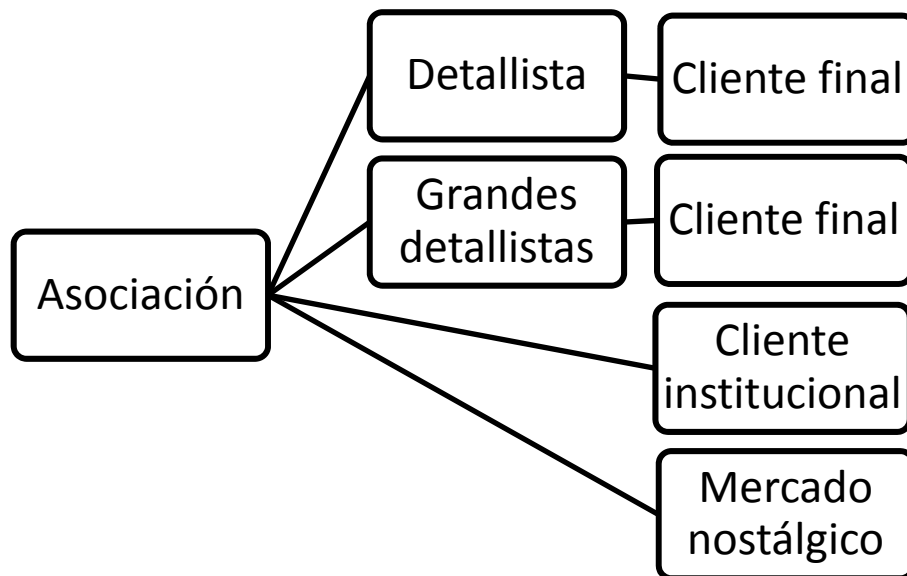 Detallista
Cliente final
Grandes
detallistas
Cliente final
Asociación
Cliente
institucional
Mercado
nostálgico